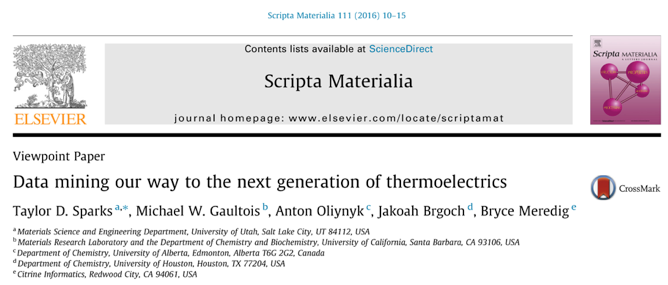 Scripta Materialia 111 (2016) 10–15
Contents lists available at ScienceDirect
Scripta Materialia
journal homepage: www.elsevier.com/locate/scriptamat
ELSEVIER
Scripta MATERIALIA
Viewpoint Paper
Data mining our way to the next generation of thermoelectrics
CrossMark
Taylor D. Sparks a,*, Michael W. Gaultois b, Anton Oliynyk c, Jakoah Brgoch d, Bryce Meredig e
a Materials Science and Engineering Department, University of Utah, Salt Lake City, UT 84112, USA
b Materials Research Laboratory and the Department of Chemistry and Biochemistry, University of California, Santa Barbara, CA 93106, USA
c Department of Chemistry, University of Alberta, Edmonton, Alberta T6G 2G2, Canada
d Department of Chemistry, University of Houston, Houston, TX 77204, USA
e Citrine Informatics, Redwood City, CA 94061, USA